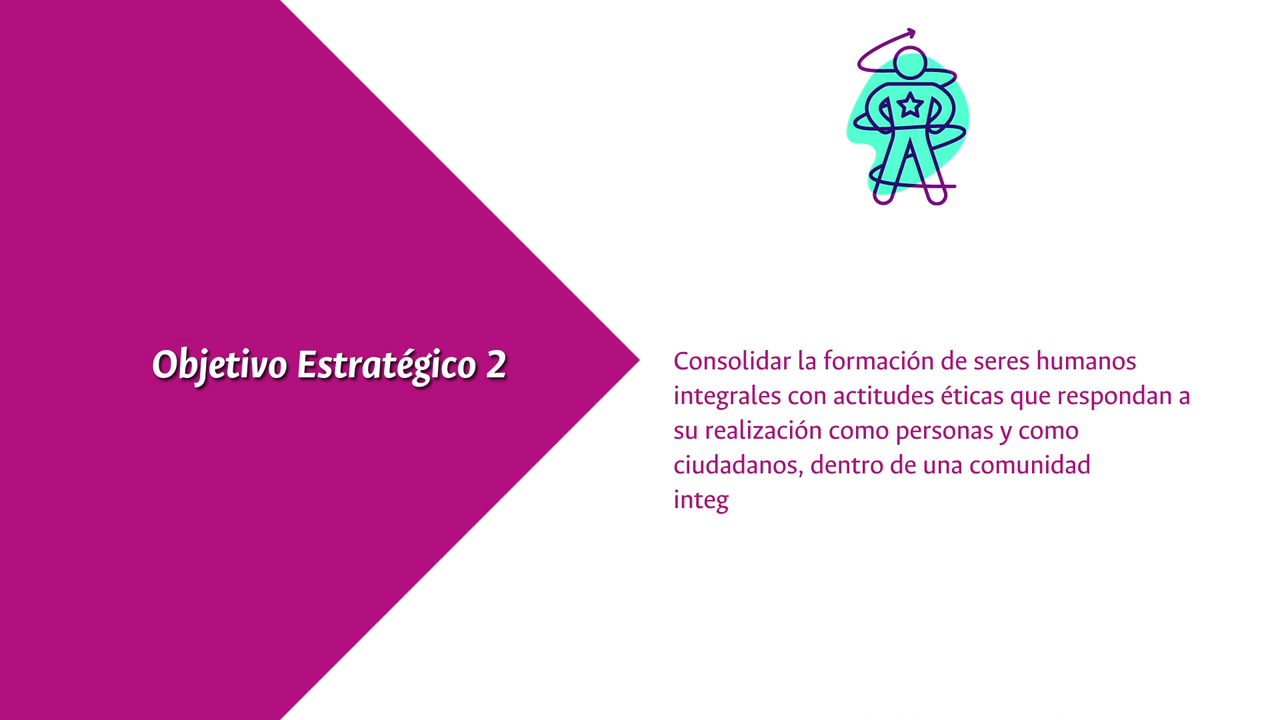 Objetivo Estratégico 2
Consolidar la formación de seres humanos
integrales con actitudes éticas que respondan a
su realización como personas y como
ciudadanos, dentro de una comunidad
integ